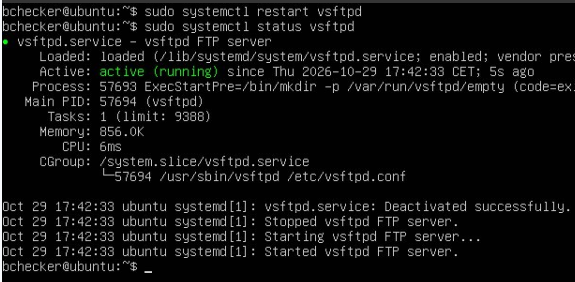 bchecker@ubuntu:~$ sudo systemctl restart vsftpd
bchecker@ubuntu:~$ sudo systemctl status vsftpd
● vsftpd.service - vsftpd FTP server
Loaded: loaded (/lib/systemd/system/vsftpd.service; enabled; vendor pres
Active: active (running) since Thu 2026-10-29 17:42:33 CET; 5s ago
Process: 57693 ExecStartPre=/bin/mkdir -p /var/run/vsftpd/empty (code=ex
Main PID: 57694 (vsftpd)
Tasks: 1 (limit: 9388)
Memory: 856.0K
CPU: 6ms
CGroup: /system.slice/vsftpd.service
└─57694 /usr/sbin/vsftpd /etc/vsftpd.conf
Oct 29 17:42:33 ubuntu systemd[1]: vsftpd.service: Deactivated successfully.
Oct 29 17:42:33 ubuntu systemd[1]: Stopped vsftpd FTP server.
Oct 29 17:42:33 ubuntu systemd[1]: Starting vsftpd FTP server...
Oct 29 17:42:33 ubuntu systemd[1]: Started vsftpd FTP server.
bchecker@ubuntu:~$ _